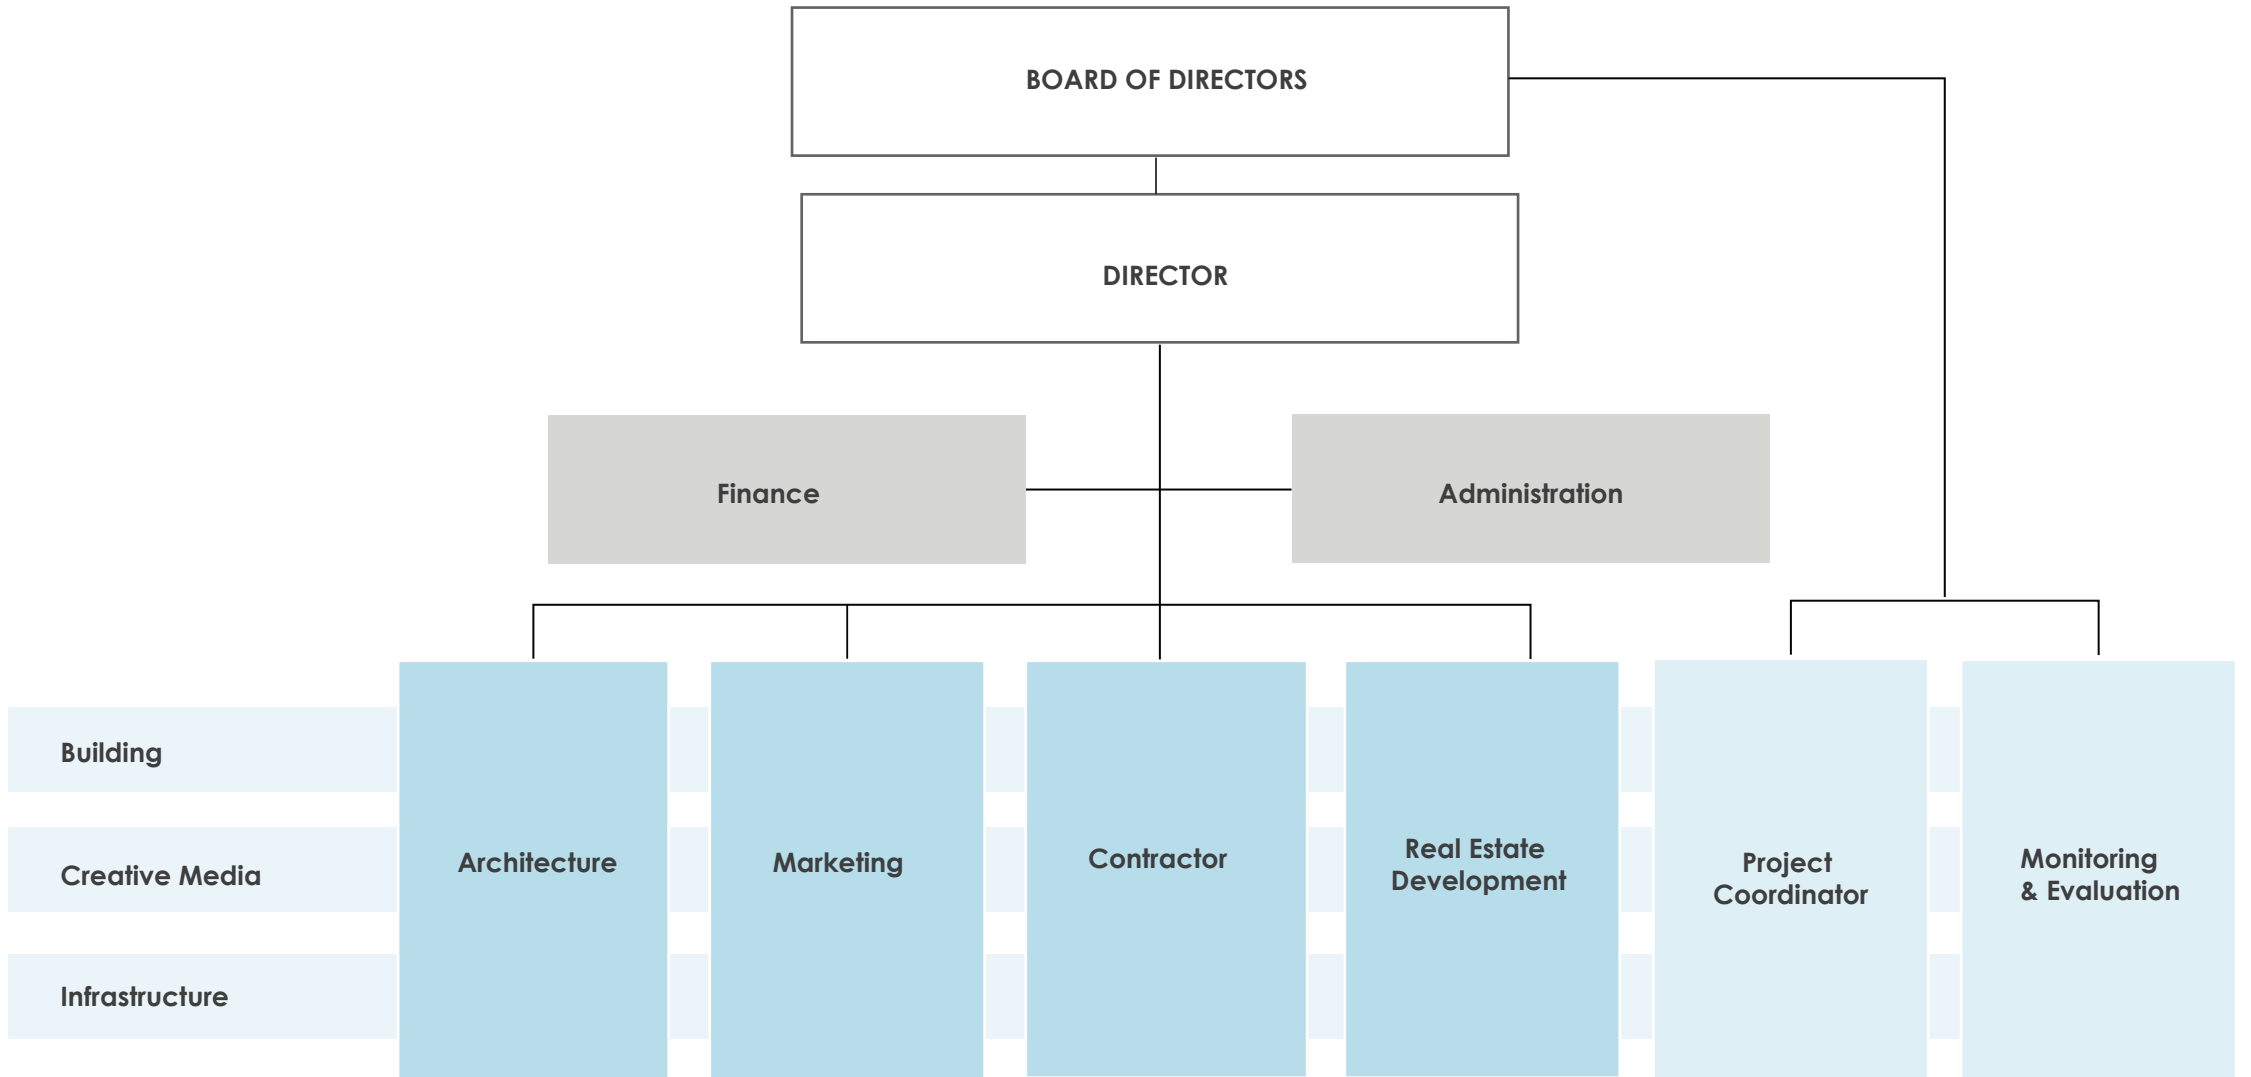 BOARD OF DIRECTORS
DIRECTOR
Finance
Administration
Building
Creative Media
Infrastructure
Architecture
Marketing
Contractor
Real Estate
Development
Project
Coordinator
Monitoring
& Evaluation